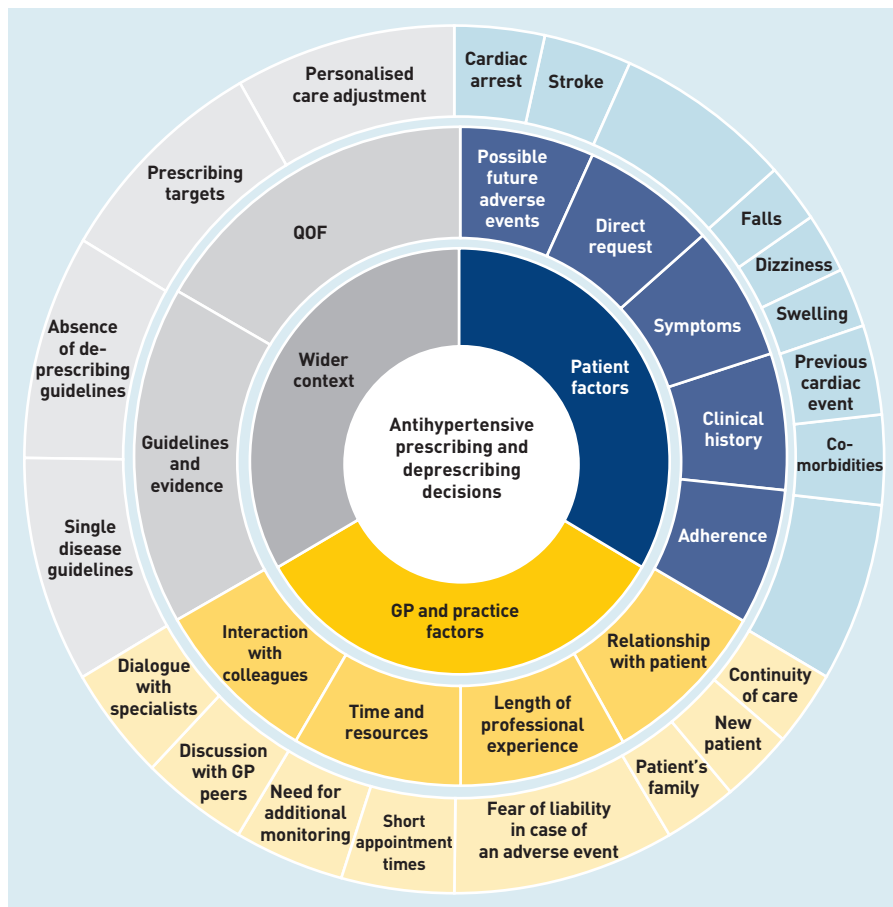 Antihypertensive
prescribing and
deprescribing
decisions
Patient
factors
Possible
future
adverse
events
Direct
request
Symptoms
Clinical
history
Adherence
Cardiac
arrest
Stroke
Falls
Dizziness
Swelling
Previous
cardiac
event
Co-
morbidities
GP and practice
factors
Relationship
with patient
Length of
professional
experience
Time and
resources
Interaction
with
colleagues
Continuity
of care
New
patient
Patient’s
family
Fear of liability
in case of
an adverse event
Short
appointment
times
Need for
additional
monitoring
Discussion
with GP
peers
Dialogue
with
specialists
Wider
context
Guidelines
and
evidence
QOF
Single
disease
guidelines
Absence
of de-
prescribing
guidelines
Prescribing
targets
Personalised
care adjustment